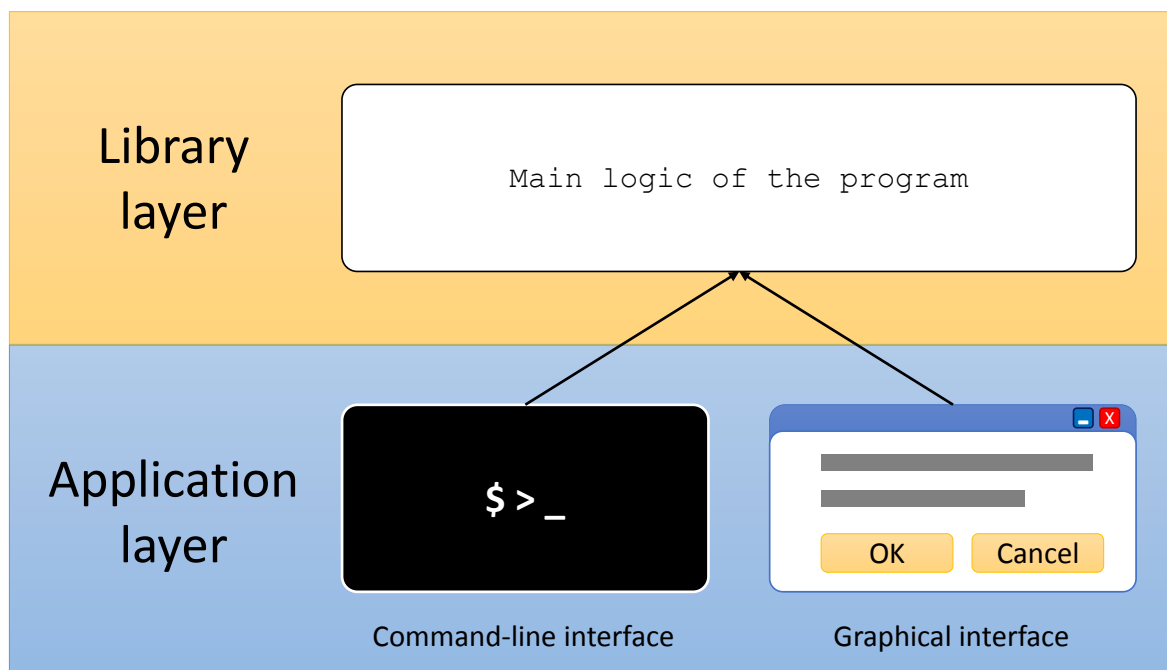 Library
layer
Main logic of the program
Application
layer
$>_
X
OK
Cancel
Command-line interface
Graphical interface